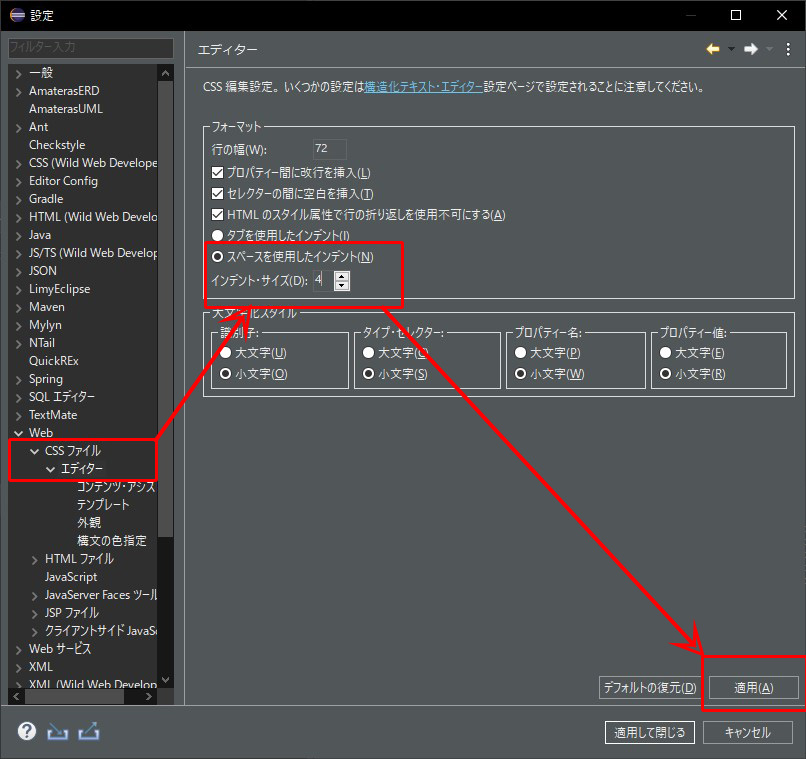 設定
フィルター入力
一般
AmaterasERD
AmaterasUML
Ant
Checkstyle
CSS (Wild Web Develope
Editor Config
Gradle
HTML (Wild Web Develo
Java
JS/TS (Wild Web Develop
JSON
LimyEclipse
Maven
Mylyn
NTail
QuickREx
Spring
SQL エディター
TextMate
Web
CSS ファイル
エディター
コンテンツ・アシス
テンプレート
外観
構文の色指定
HTML ファイル
JavaScript
JavaServer Faces ツール
JSP ファイル
クライアントサイド JavaSc
Web サービス
XML
XML (Wild Web Develop
エディター
CSS 編集設定。いくつかの設定は構造化テキスト・エディター設定ページで設定されることに注意してください。
フォーマット
行の幅(W): 72
プロパティー間に改行を挿入(L)
セレクターの間に空白を挿入(T)
HTML のスタイル属性で行の折り返しを使用不可にする(A)
タブを使用したインデント(I)
スペースを使用したインデント(N)
インデント・サイズ(D): 4
大文字化スタイル
識別子: タイプ・セレクター: プロパティー名: プロパティー値:
大文字(U) 大文字(C) 大文字(P) 大文字(E)
小文字(O) 小文字(S) 小文字(W) 小文字(R)
デフォルトの復元(D) 適用(A)
適用して閉じる キャンセル